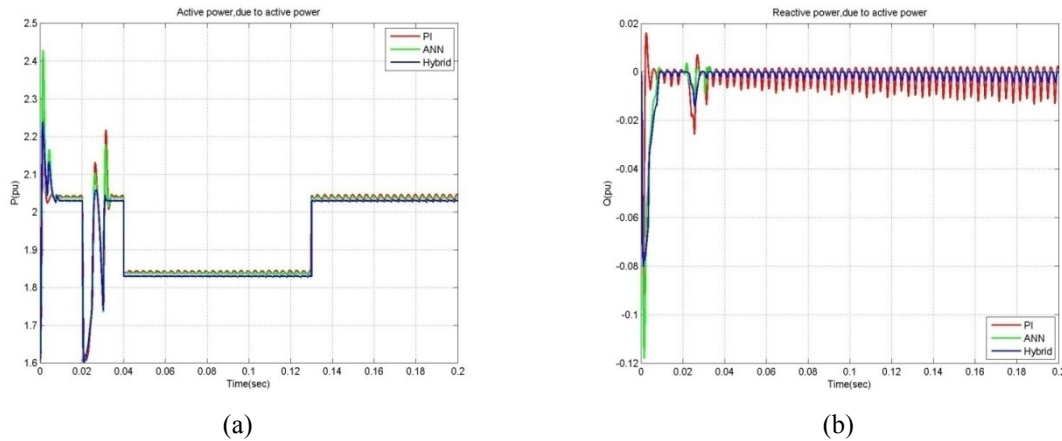 Active power,due to active power
2.5
2.4
2.3
2.2
2.1
2
1.9
1.8
1.7
1.6
P(pu)
PI
ANN
Hybrid
0 0.02 0.04 0.06 0.08 0.1 0.12 0.14 0.16 0.18 0.2
Time(sec)
(a)
Reactive power,due to active power
0.02
0
-0.02
-0.04
-0.06
-0.08
-0.1
-0.12
Q(pu)
PI
ANN
Hybrid
0 0.02 0.04 0.06 0.08 0.1 0.12 0.14 0.16 0.18 0.2
Time(sec)
(b)